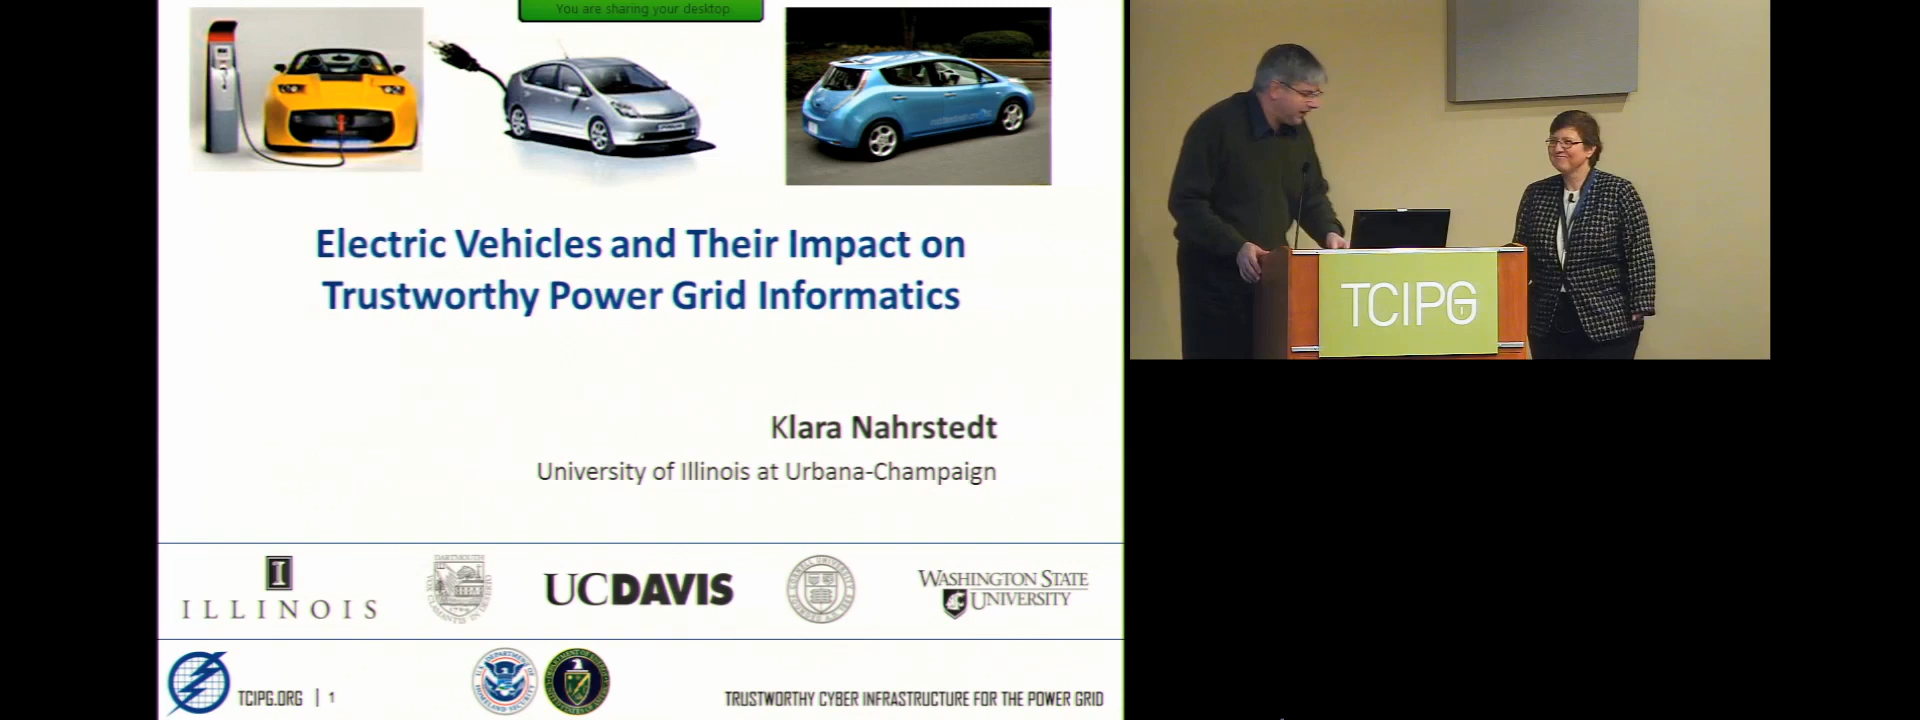 You are sharing your desktop.
Electric Vehicles and Their Impact on
Trustworthy Power Grid Informatics
Klara Nahrstedt
University of Illinois at Urbana-Champaign
I
ILLINOIS
DARTMOUTH
UCDAVIS
WASHINGTON STATE
UNIVERSITY
TCIPG.ORG | 1
TRUSTWORTHY CYBER INFRASTRUCTURE FOR THE POWER GRID
TCIPG